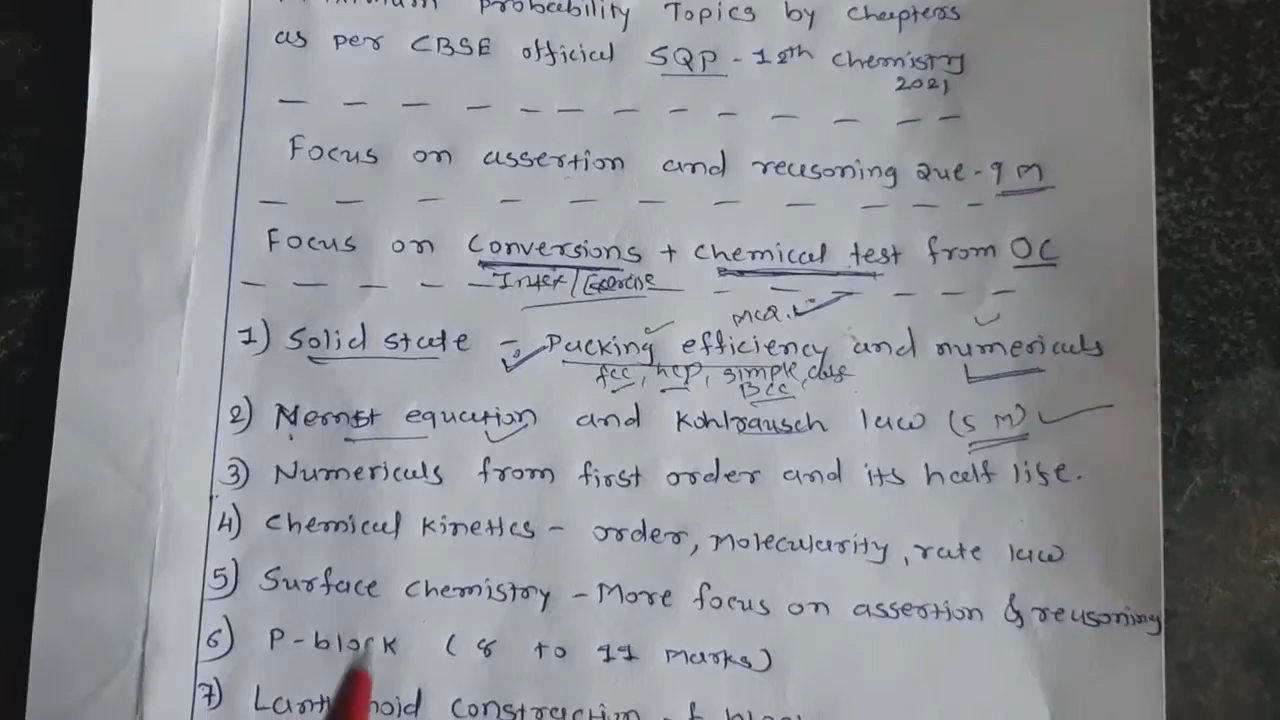 Probability Topics by Chapters
as per CBSE official SQP - 12th Chemistry
2021
Focus on assertion and reasoning Que - 9 M
Focus on Conversions + Chemical test from OC
Intext / Exercise
MCQ.
1) Solid state - Packing efficiency and numericals
fcc, hcp, simple,
BCC
2) Nernst equation and Kohlrausch law (5 M)
3) Numericals from first order and its half life.
4) Chemical Kinetics - order, Molecularity, rate law
5) Surface Chemistry - More focus on assertion & reasoning
6) P-block (8 to 11 Marks)
7)